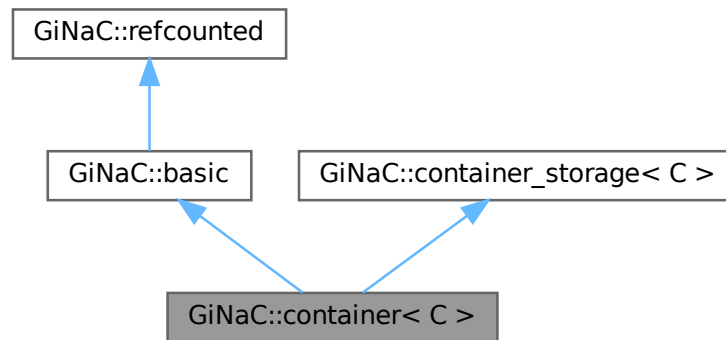 GiNaC::refcounted
GiNaC::basic
GiNaC::container_storage< C >
GiNaC::container< C >